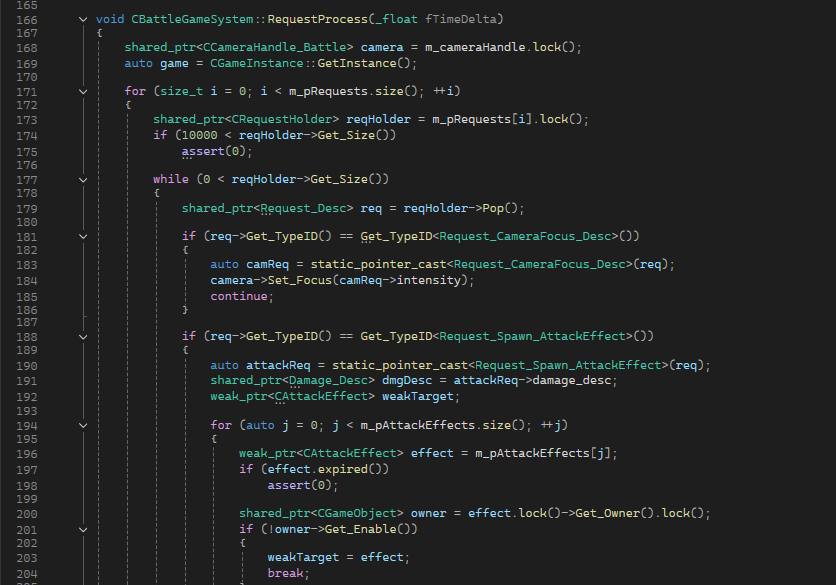 165
166 void CBattleGameSystem::RequestProcess(_float fTimeDelta)
167 {
168     shared_ptr<CCameraHandle_Battle> camera = m_cameraHandle.lock();
169     auto game = CGameInstance::GetInstance();
170
171     for (size_t i = 0; i < m_pRequests.size(); ++i)
172     {
173         shared_ptr<CRequestHolder> reqHolder = m_pRequests[i].lock();
174         if (10000 < reqHolder->Get_Size())
175             assert(0);
176
177         while (0 < reqHolder->Get_Size())
178         {
179             shared_ptr<Request_Desc> req = reqHolder->Pop();
180
181             if (req->Get_TypeID() == Get_TypeID<Request_CameraFocus_Desc>())
182             {
183                 auto camReq = static_pointer_cast<Request_CameraFocus_Desc>(req);
184                 camera->Set_Focus(camReq->intensity);
185                 continue;
186             }
187
188             if (req->Get_TypeID() == Get_TypeID<Request_Spawn_AttackEffect>())
189             {
190                 auto attackReq = static_pointer_cast<Request_Spawn_AttackEffect>(req);
191                 shared_ptr<Damage_Desc> dmgDesc = attackReq->damage_desc;
192                 weak_ptr<CAttackEffect> weakTarget;
193
194                 for (auto j = 0; j < m_pAttackEffects.size(); ++j)
195                 {
196                     weak_ptr<CAttackEffect> effect = m_pAttackEffects[j];
197                     if (effect.expired())
198                         assert(0);
199
200                     shared_ptr<CGameObject> owner = effect.lock()->Get_Owner().lock();
201                     if (!owner->Get_Enable())
202                     {
203                         weakTarget = effect;
204                         break;